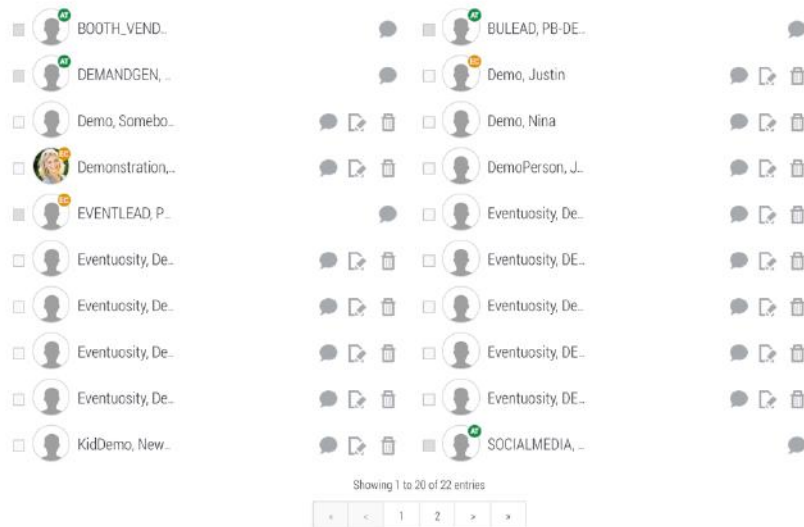 AT
BOOTH_VEND...
AT
BULEAD, PB-DE...
AT
DEMANDGEN, ...
EC
Demo, Justin
Demo, Somebo...
Demo, Nina
EC
Demonstration,...
DemoPerson, J...
EC
EVENTLEAD, P...
Eventuosity, De...
Eventuosity, De...
Eventuosity, DE...
Eventuosity, De...
Eventuosity, De...
Eventuosity, De...
Eventuosity, DE...
Eventuosity, De...
Eventuosity, DE...
KidDemo, New...
AT
SOCIALMEDIA, ...
Showing 1 to 20 of 22 entries
« < 1 2 > »